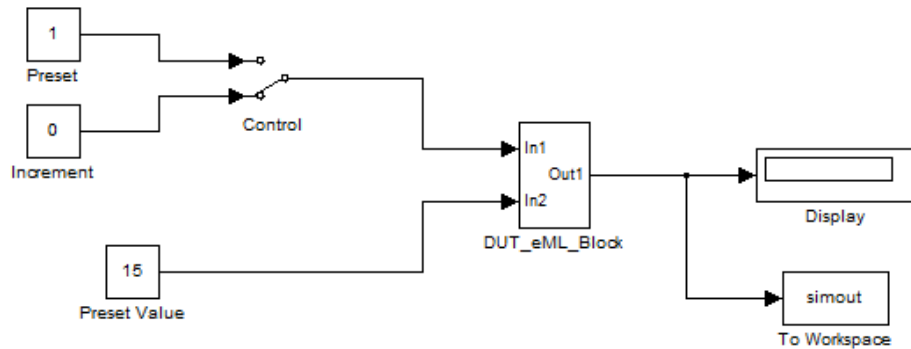 1
Preset
0
Increment
Control
In1
Out1
In2
DUT_eML_Block
Display
15
Preset Value
simout
To Workspace